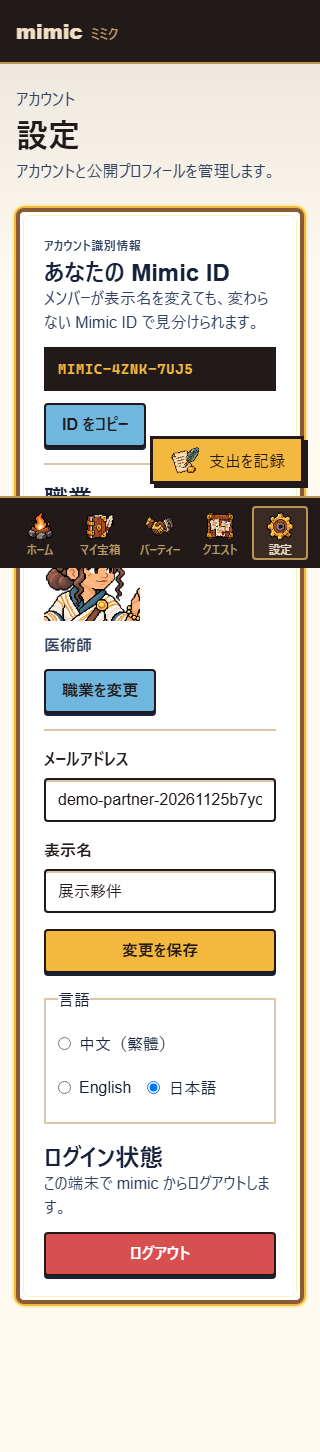 mimic ミミク
アカウント
設定
アカウントと公開プロフィールを管理します。
アカウント識別情報
あなたの Mimic ID
メンバーが表示名を変えても、変わら
ない Mimic ID で見分けられます。
MIMIC-4ZNK-7UJ5
ID をコピー
支出を記録
職業
ホーム
マイ宝箱
パーティー
クエスト
設定
医術師
職業を変更
メールアドレス
demo-partner-20261125b7yc
表示名
展示夥伴
変更を保存
言語
中文（繁體）
English 日本語
ログイン状態
この端末で mimic からログアウトしま
す。
ログアウト